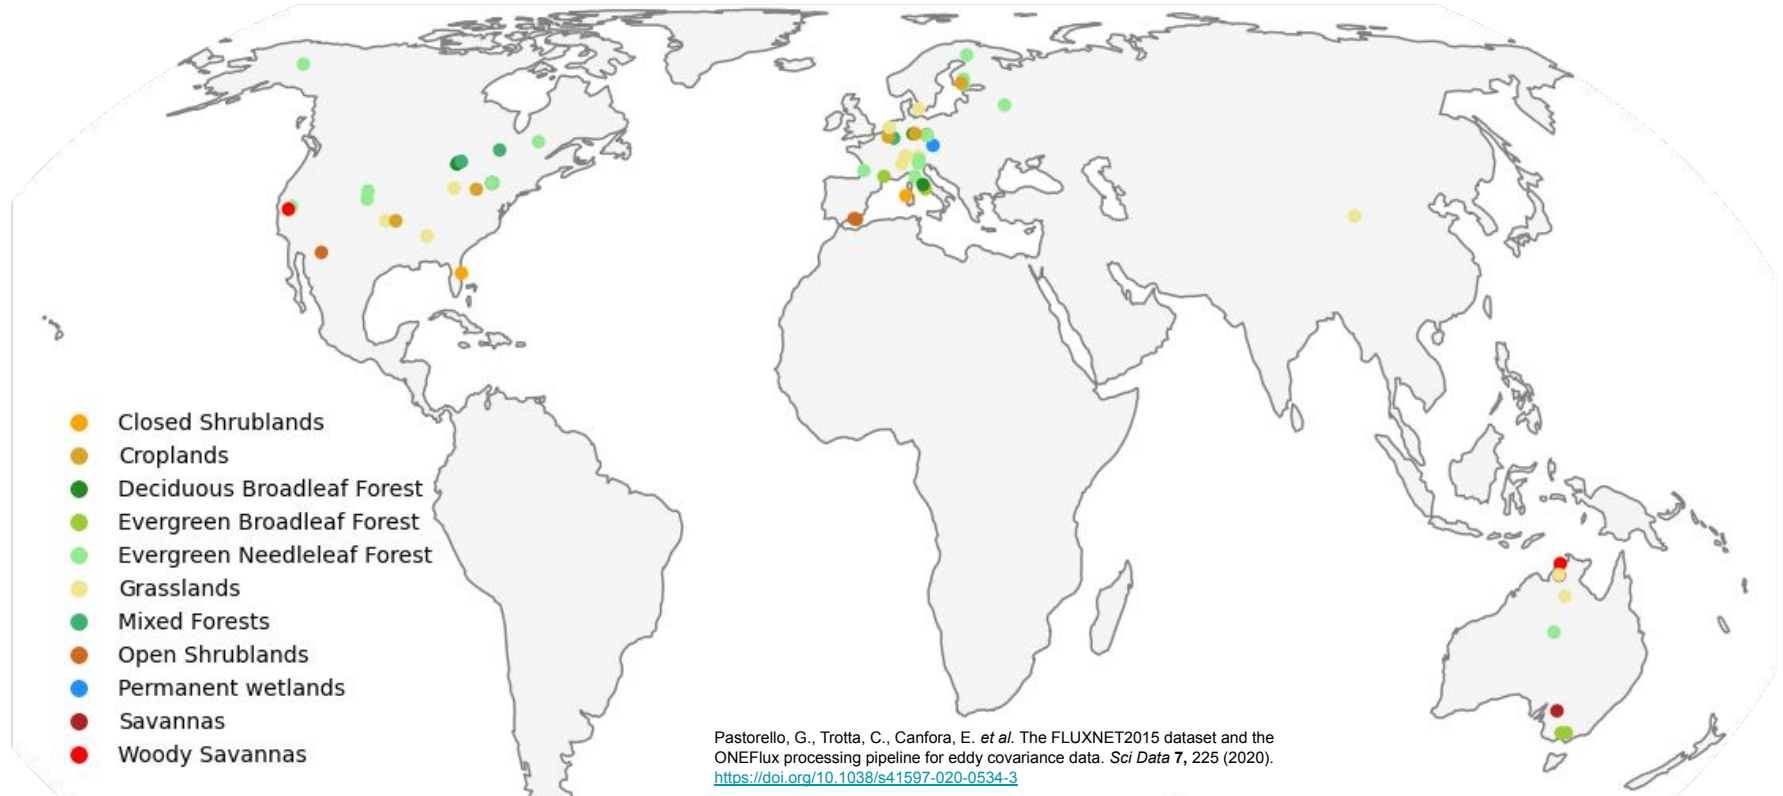 Closed Shrublands
Croplands
Deciduous Broadleaf Forest
Evergreen Broadleaf Forest
Evergreen Needleleaf Forest
Grasslands
Mixed Forests
Open Shrublands
Permanent wetlands
Savannas
Woody Savannas
Pastorello, G., Trotta, C., Canfora, E. et al. The FLUXNET2015 dataset and the
ONEFlux processing pipeline for eddy covariance data. Sci Data 7, 225 (2020).
https://doi.org/10.1038/s41597-020-0534-3